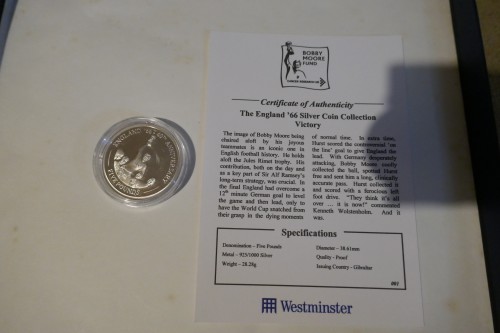 BOBBY
MOORE
FUND
Certificate of Authenticity
The England '66 Silver Coin Collection
Victory
The image of Bobby Moore being
chaired aloft by his joyous
teammates is an iconic one in
English football history. He holds
aloft the Jules Rimet trophy. His
contribution, both on the day and
as a key part of Sir Alf Ramsey's
long-term strategy, was crucial. In
the final England had overcome a
12th minute German goal to level
the game and then lead, only to
have the World Cup snatched from
their grasp in the dying moments
of normal time. In extra time,
Hurst scored the controversial 'on
the line' goal to give England the
lead. With Germany desperately
attacking, Bobby Moore coolly
collected the ball, spotted Hurst
free and sent him a long, clinically
accurate pass. Hurst collected it
and scored with a ferocious left
foot drive. "They think it's all
over ... it is now!" commented
Kenneth Wolstenholm. And it
was.
Specifications
Denomination - Five Pounds
Metal - 925/1000 Silver
Weight - 28.28g
Diameter - 38.61mm
Quality - Proof
Issuing Country - Gibraltar
Westminster